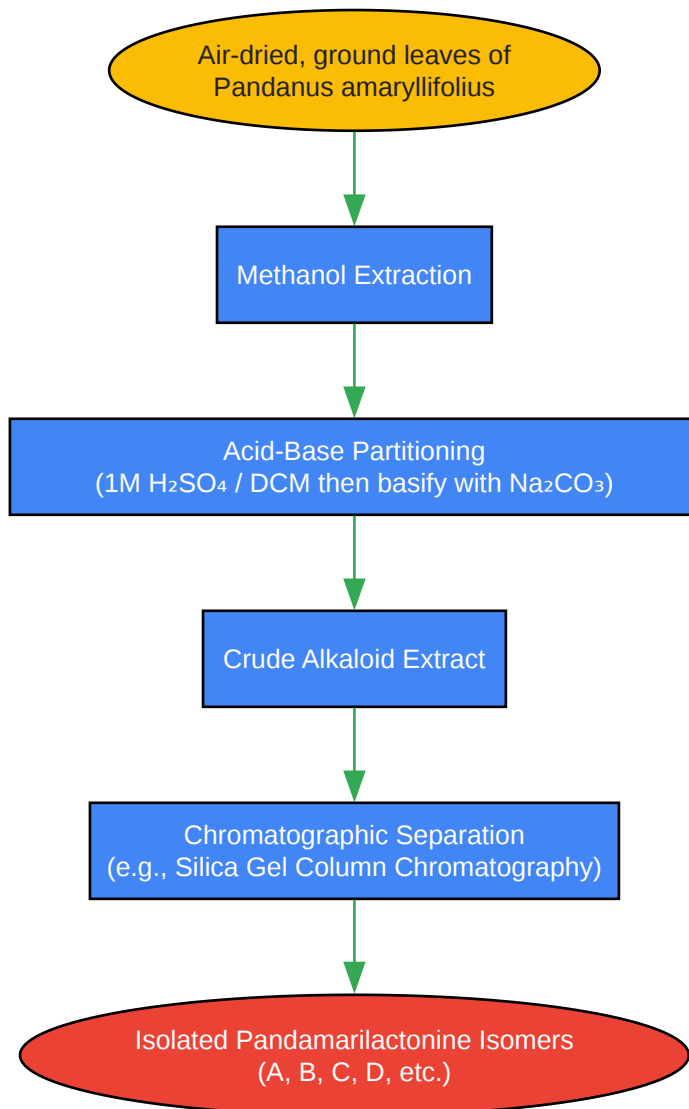 Air-dried, ground leaves of
Pandanus amaryllifolius
Methanol Extraction
Acid-Base Partitioning
(1M H₂SO₄ / DCM then basify with Na₂CO₃)
Crude Alkaloid Extract
Chromatographic Separation
(e.g., Silica Gel Column Chromatography)
Isolated Pandamarilactonine Isomers
(A, B, C, D, etc.)